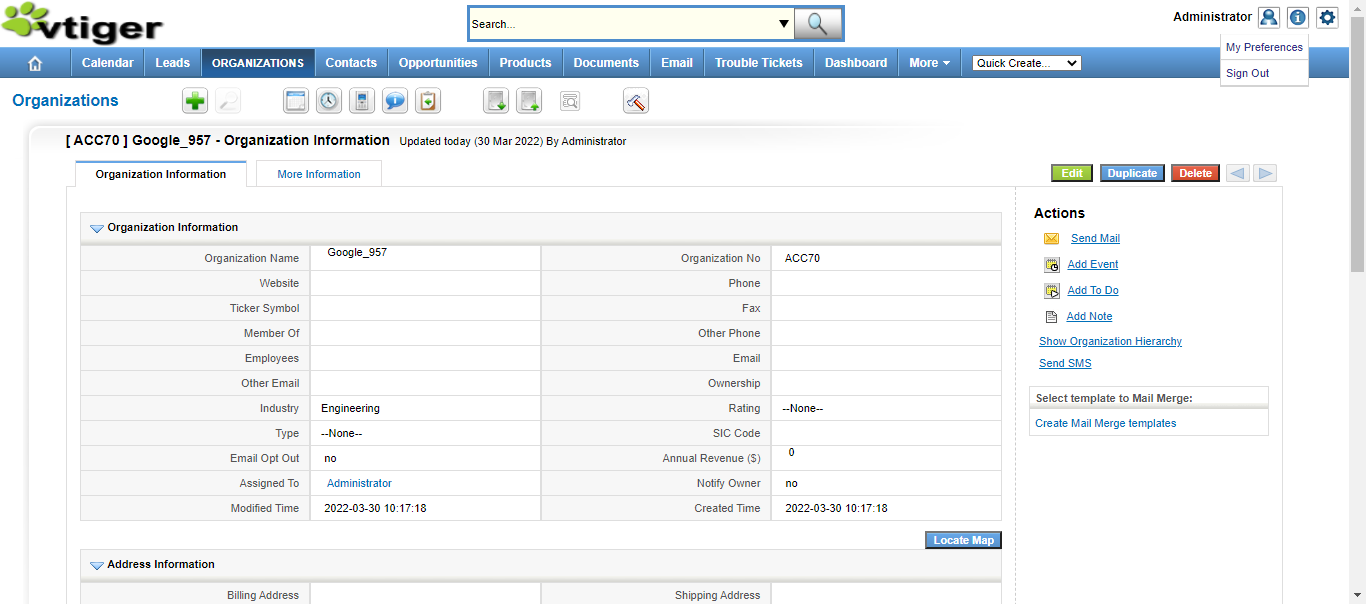 vtiger
Search...
Administrator
My Preferences
Sign Out
Calendar Leads ORGANIZATIONS Contacts Opportunities Products Documents Email Trouble Tickets Dashboard More Quick Create...
Organizations
[ ACC70 ] Google_957 - Organization Information Updated today (30 Mar 2022) By Administrator
Organization Information More Information Edit Duplicate Delete
Organization Information
Organization Name Google_957 Organization No ACC70
Website Phone
Ticker Symbol Fax
Member Of Other Phone
Employees Email
Other Email Ownership
Industry Engineering Rating --None--
Type --None-- SIC Code
Email Opt Out no Annual Revenue ($) 0
Assigned To Administrator Notify Owner no
Modified Time 2022-03-30 10:17:18 Created Time 2022-03-30 10:17:18
Locate Map
Address Information
Billing Address Shipping Address
Actions
Send Mail
Add Event
Add To Do
Add Note
Show Organization Hierarchy
Send SMS
Select template to Mail Merge:
Create Mail Merge templates